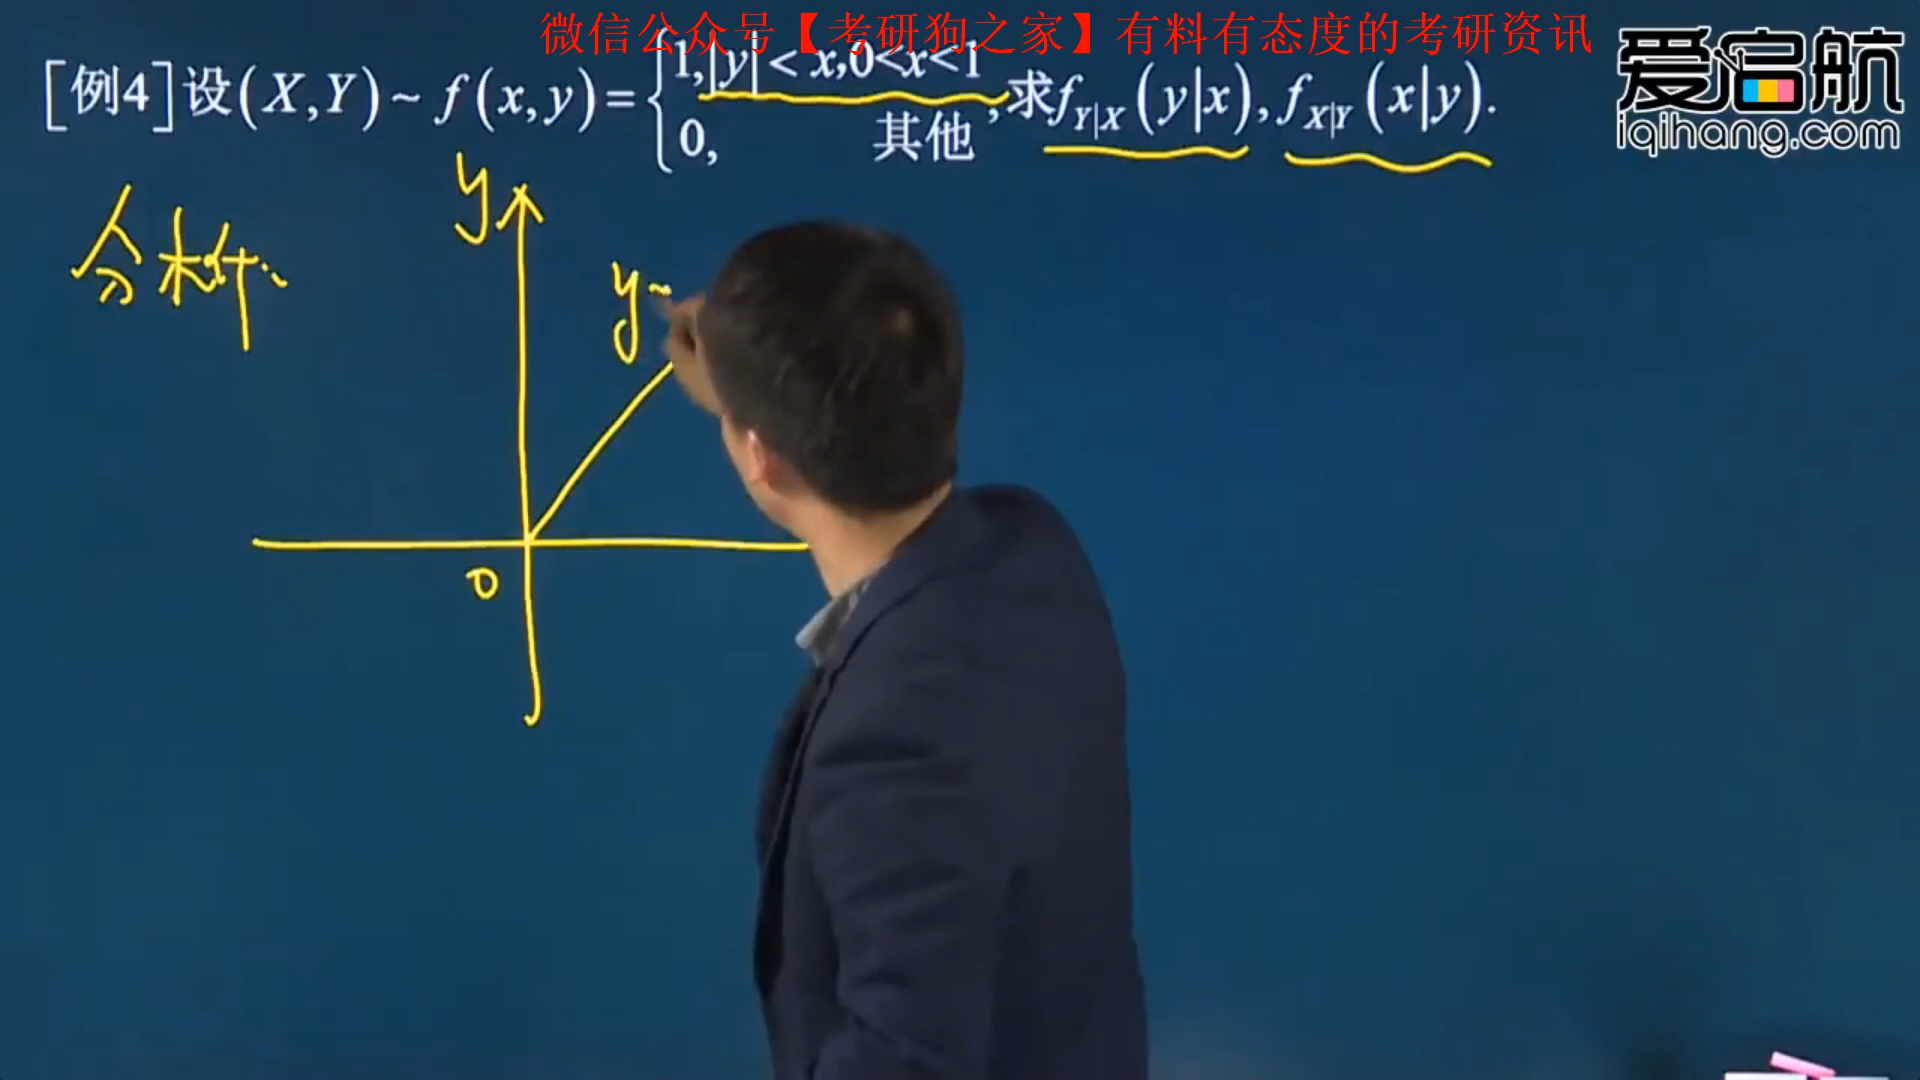 微信公众号【考研狗之家】有料有态度的考研资讯
爱启航
iqihang.com
[例4]设(X,Y)~f(x,y)={1,|y|<x,0<x<1
0, 其他
,求f_{Y|X}(y|x),f_{X|Y}(x|y).
分析:
y
y=
0